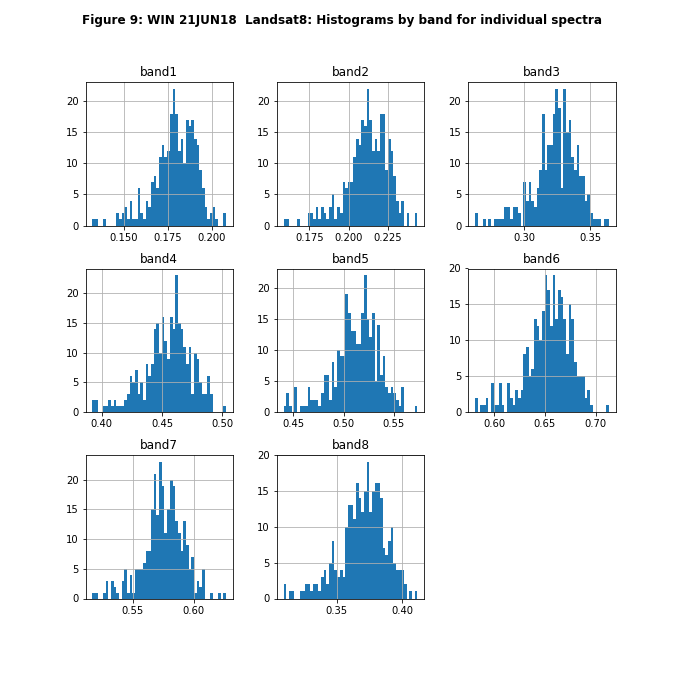 Figure 9: WIN 21JUN18  Landsat8: Histograms by band for individual spectra
band1 band2 band3
20 20 20
15 15 15
10 10 10
5 5 5
0 0 0
0.150 0.175 0.200 0.175 0.200 0.225 0.30 0.35
band4 band5 band6
20 20 20
15 15 15
10 10 10
5 5 5
0 0 0
0.40 0.45 0.50 0.45 0.50 0.55 0.60 0.65 0.70
band7 band8
20 20
15 15
10 10
5 5
0 0
0.55 0.60 0.35 0.40